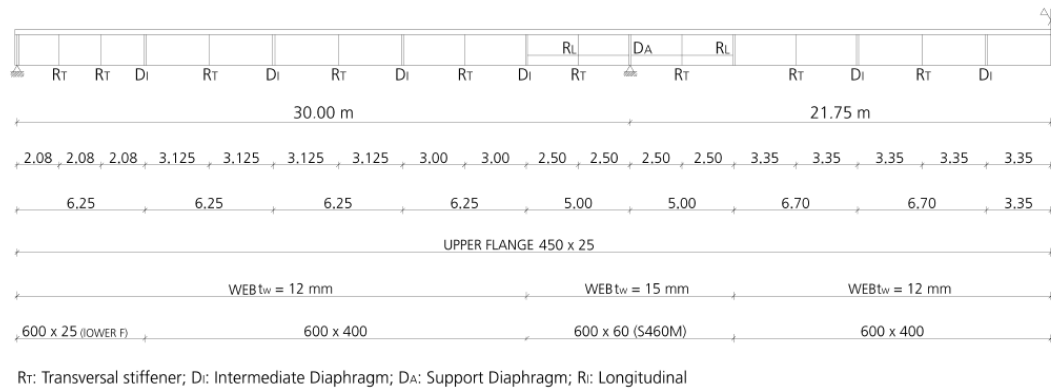 RL DA RL
RT RT DI RT DI RT DI RT DI RT RT RT DI RT DI
30.00 m 21.75 m
2.08 2.08 2.08 3.125 3.125 3.125 3.125 3.00 3.00 2.50 2.50 2.50 2.50 3.35 3.35 3.35 3.35 3.35
6.25 6.25 6.25 6.25 5.00 5.00 6.70 6.70 3.35
UPPER FLANGE 450 x 25
WEB tw = 12 mm WEB tw = 15 mm WEB tw = 12 mm
600 x 25 (lOWER F) 600 x 400 600 x 60 (S460M) 600 x 400
RT: Transversal stiffener; DI: Intermediate Diaphragm; DA: Support Diaphragm; Rl: Longitudinal